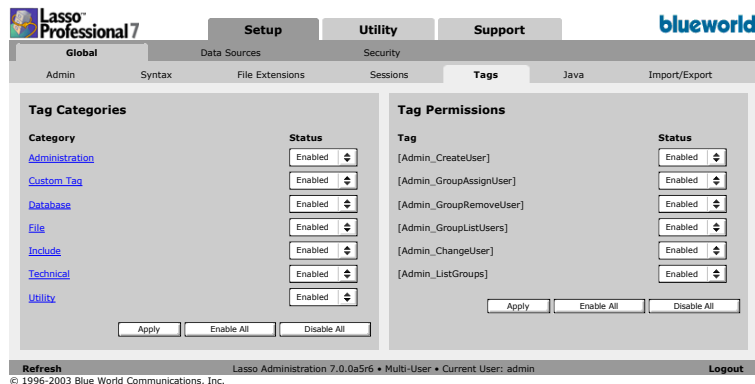 Lasso™
Professional 7
Setup Utility Support
blueworld
Global Data Sources Security
Admin Syntax File Extensions Sessions Tags Java Import/Export
Tag Categories
Category Status
Administration Enabled
Custom Tag Enabled
Database Enabled
File Enabled
Include Enabled
Technical Enabled
Utility Enabled
Apply Enable All Disable All
Tag Permissions
Tag Status
[Admin_CreateUser] Enabled
[Admin_GroupAssignUser] Enabled
[Admin_GroupRemoveUser] Enabled
[Admin_GroupListUsers] Enabled
[Admin_ChangeUser] Enabled
[Admin_ListGroups] Enabled
Apply Enable All Disable All
Refresh Lasso Administration 7.0.0a5r6 • Multi-User • Current User: admin Logout
© 1996-2003 Blue World Communications, Inc.